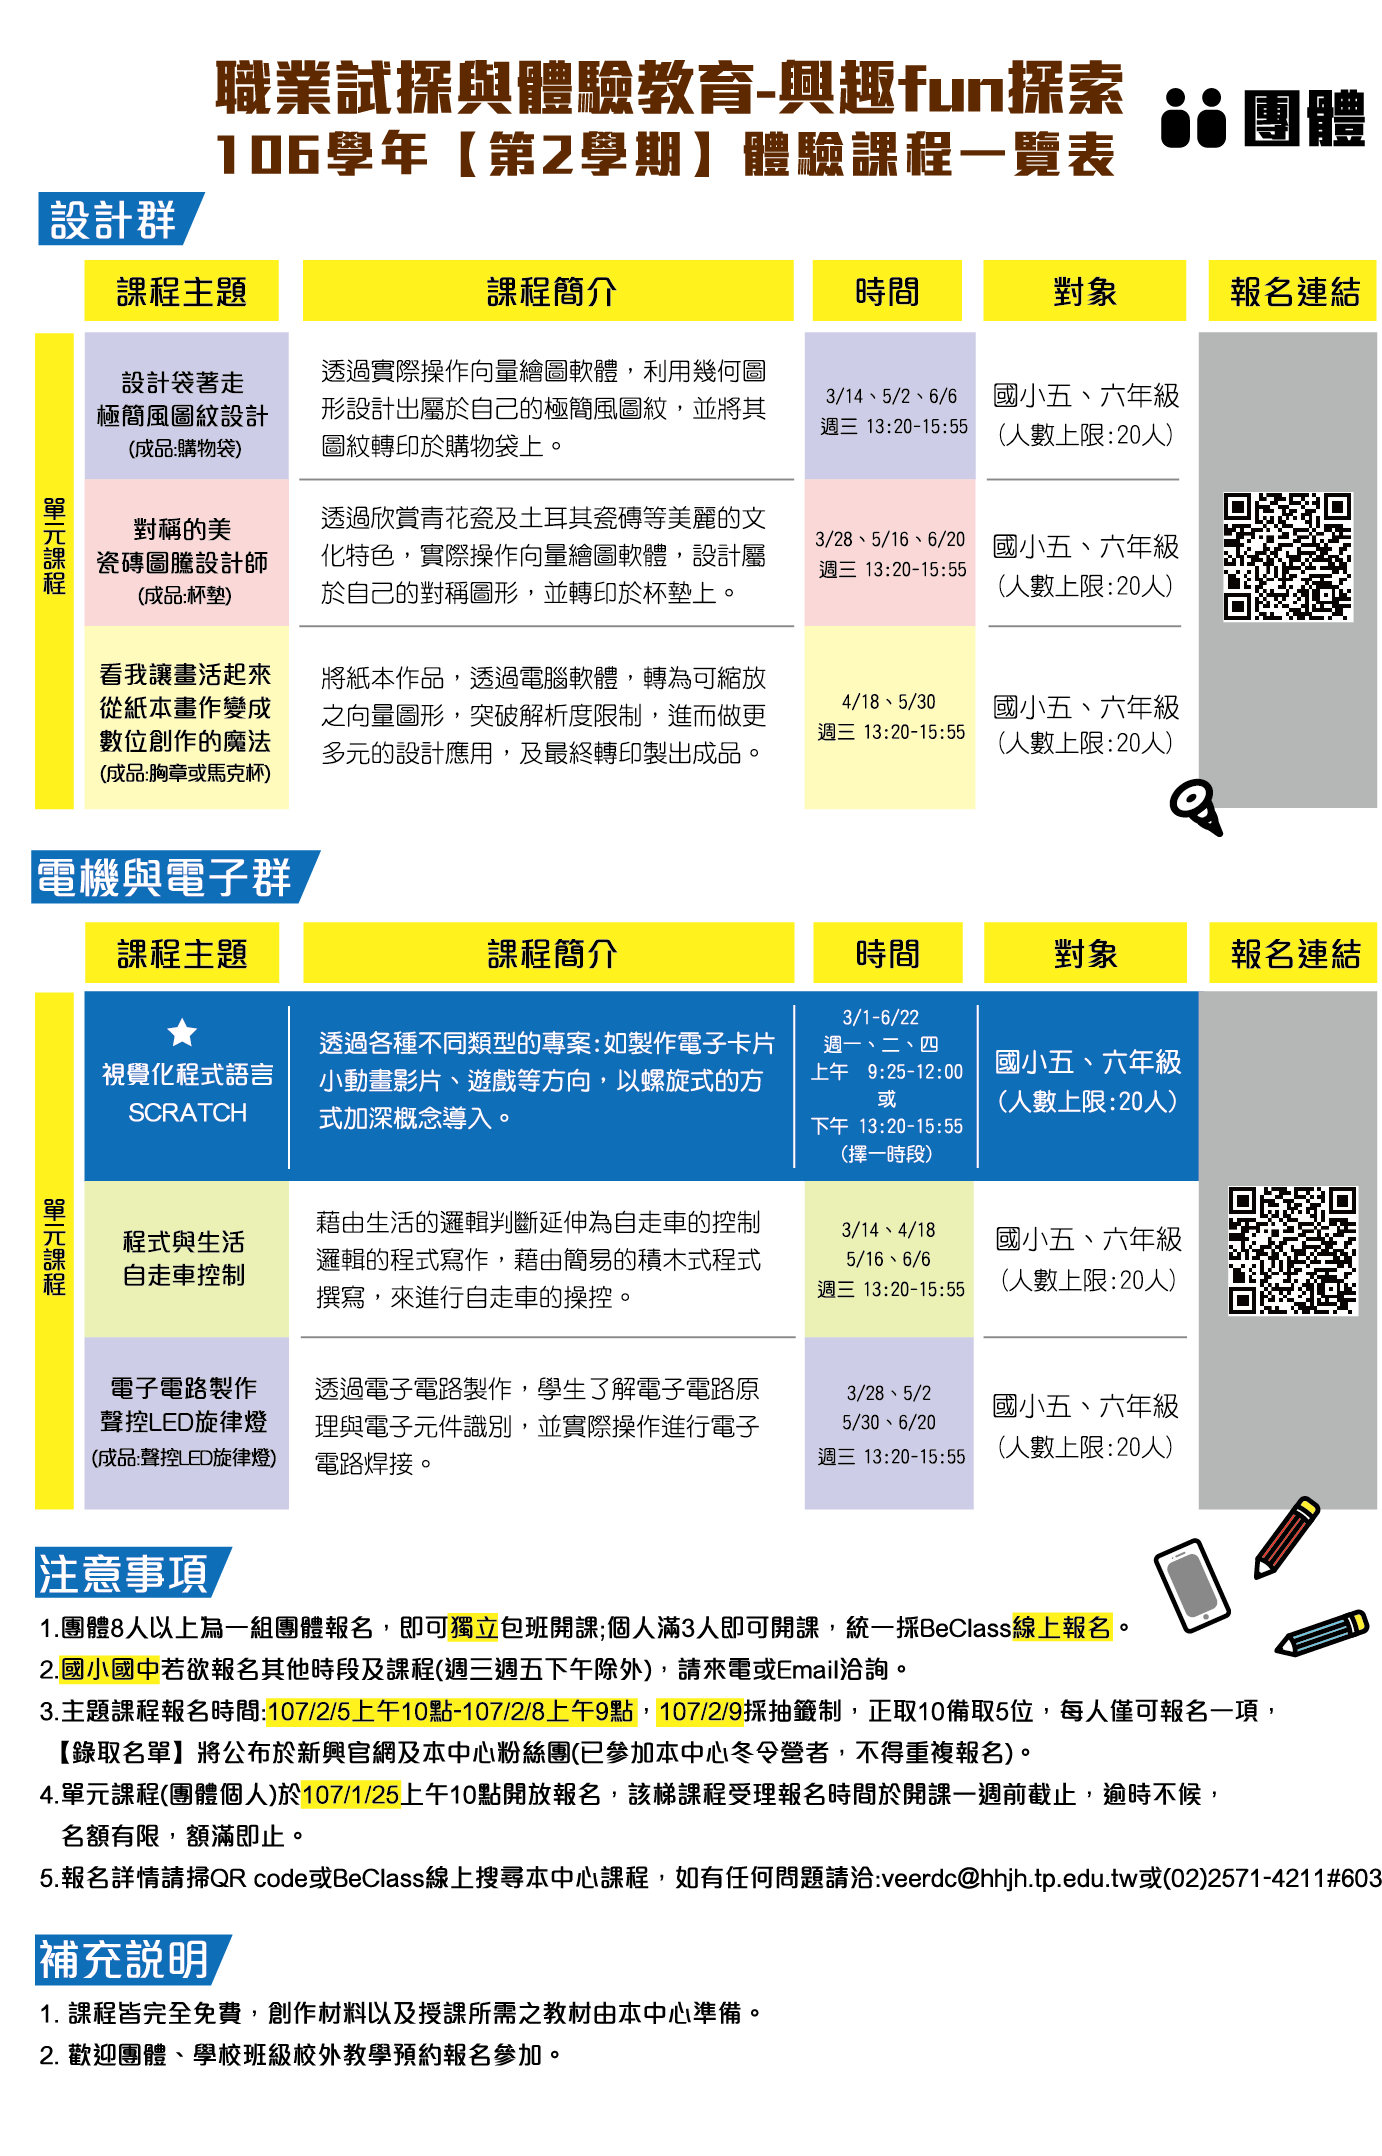 職業試探與體驗教育-興趣fun探索
106學年【第2學期】體驗課程一覽表
團體
設計群
課程主題
課程簡介
時間
對象
報名連結
單元課程
設計袋著走
極簡風圖紋設計
(成品:購物袋)
透過實際操作向量繪圖軟體，利用幾何圖
形設計出屬於自己的極簡風圖紋，並將其
圖紋轉印於購物袋上。
3/14、5/2、6/6
週三 13:20-15:55
國小五、六年級
(人數上限:20人)
對稱的美
瓷磚圖騰設計師
(成品:杯墊)
透過欣賞青花瓷及土耳其瓷磚等美麗的文
化特色，實際操作向量繪圖軟體，設計屬
於自己的對稱圖形，並轉印於杯墊上。
3/28、5/16、6/20
週三 13:20-15:55
國小五、六年級
(人數上限:20人)
看我讓畫活起來
從紙本畫作變成
數位創作的魔法
(成品:胸章或馬克杯)
將紙本作品，透過電腦軟體，轉為可縮放
之向量圖形，突破解析度限制，進而做更
多元的設計應用，及最終轉印製出成品。
4/18、5/30
週三 13:20-15:55
國小五、六年級
(人數上限:20人)
電機與電子群
課程主題
課程簡介
時間
對象
報名連結
單元課程
視覺化程式語言
SCRATCH
透過各種不同類型的專案:如製作電子卡片
小動畫影片、遊戲等方向，以螺旋式的方
式加深概念導入。
3/1-6/22
週一、二、四
上午 9:25-12:00
或
下午 13:20-15:55
(擇一時段)
國小五、六年級
(人數上限:20人)
程式與生活
自走車控制
藉由生活的邏輯判斷延伸為自走車的控制
邏輯的程式寫作，藉由簡易的積木式程式
撰寫，來進行自走車的操控。
3/14、4/18
5/16、6/6
週三 13:20-15:55
國小五、六年級
(人數上限:20人)
電子電路製作
聲控LED旋律燈
(成品:聲控LED旋律燈)
透過電子電路製作，學生了解電子電路原
理與電子元件識別，並實際操作進行電子
電路焊接。
3/28、5/2
5/30、6/20
週三 13:20-15:55
國小五、六年級
(人數上限:20人)
注意事項
1.團體8人以上為一組團體報名，即可獨立包班開課;個人滿3人即可開課，統一採BeClass線上報名。
2.國小國中若欲報名其他時段及課程(週三週五下午除外)，請來電或Email洽詢。
3.主題課程報名時間:107/2/5上午10點-107/2/8上午9點，107/2/9採抽籤制，正取10備取5位，每人僅可報名一項，
【錄取名單】將公布於新興官網及本中心粉絲團(已參加本中心冬令營者，不得重複報名)。
4.單元課程(團體個人)於107/1/25上午10點開放報名，該梯課程受理報名時間於開課一週前截止，逾時不候，
名額有限，額滿即止。
5.報名詳情請掃QR code或BeClass線上搜尋本中心課程，如有任何問題請洽:veerdc@hhjh.tp.edu.tw或(02)2571-4211#603
補充說明
1. 課程皆完全免費，創作材料以及授課所需之教材由本中心準備。
2. 歡迎團體、學校班級校外教學預約報名參加。